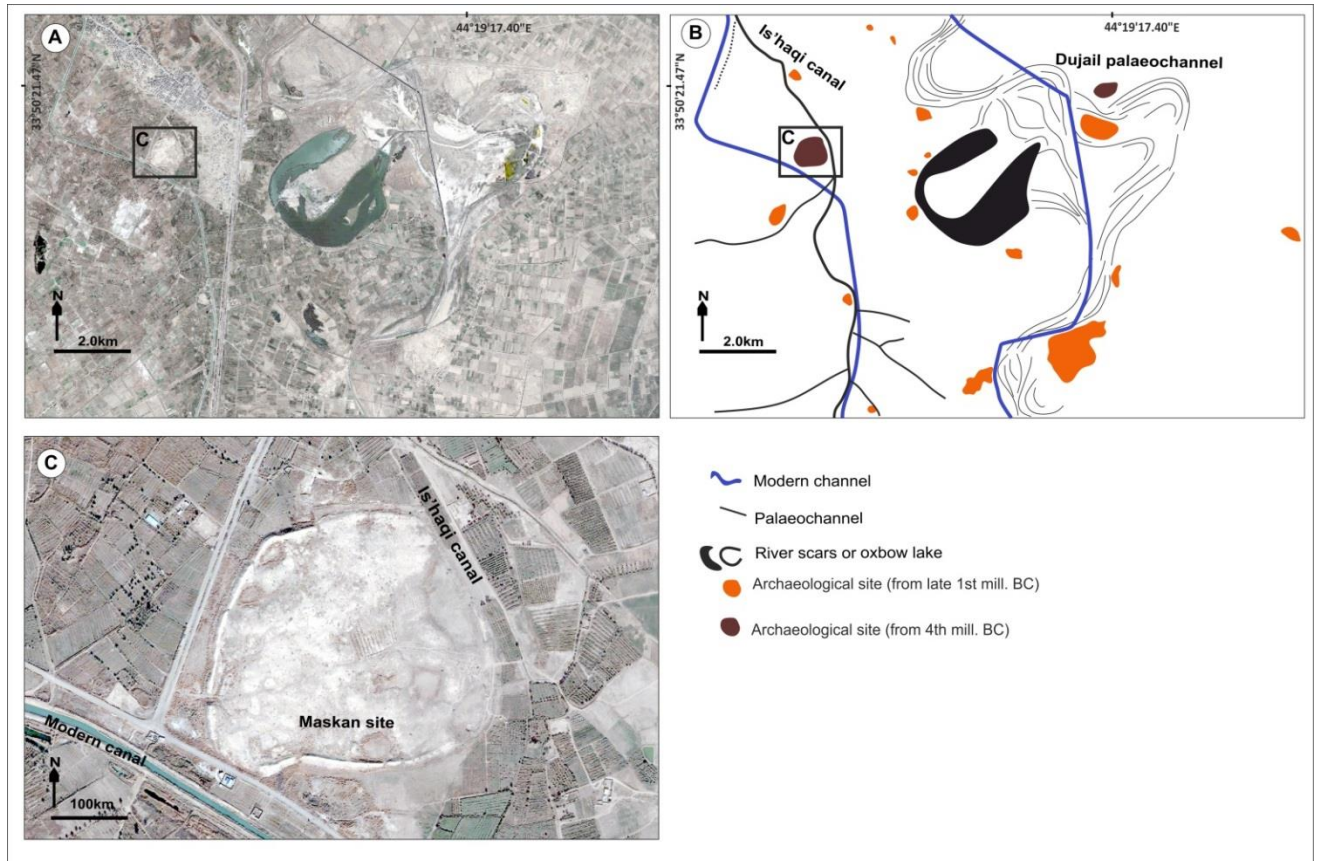 A
44°19'17.40"E
33°50'21.47"N
C
N
2.0km
B
44°19'17.40"E
33°50'21.47"N
Is'haqi canal
Dujail palaeochannel
C
N
2.0km
C
Is'haqi canal
Maskan site
Modern canal
N
100km
Modern channel
Palaeochannel
River scars or oxbow lake
Archaeological site (from late 1st mill. BC)
Archaeological site (from 4th mill. BC)